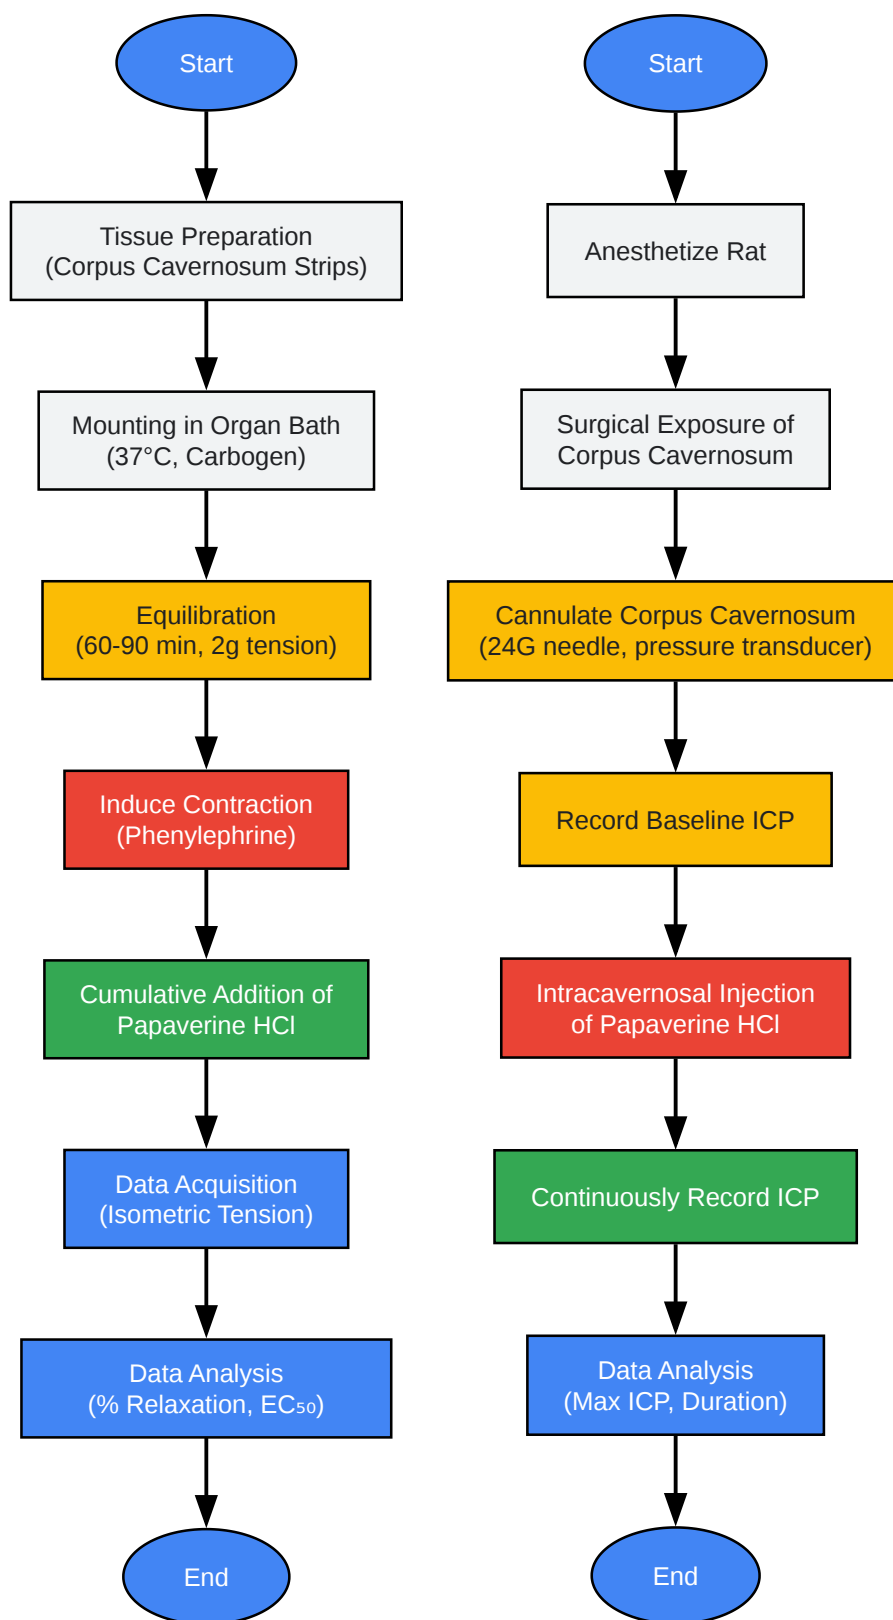 Start
Tissue Preparation
(Corpus Cavernosum Strips)
Mounting in Organ Bath
(37°C, Carbogen)
Equilibration
(60-90 min, 2g tension)
Induce Contraction
(Phenylephrine)
Cumulative Addition of
Papaverine HCl
Data Acquisition
(Isometric Tension)
Data Analysis
(% Relaxation, EC₅₀)
End
Start
Anesthetize Rat
Surgical Exposure of
Corpus Cavernosum
Cannulate Corpus Cavernosum
(24G needle, pressure transducer)
Record Baseline ICP
Intracavernosal Injection
of Papaverine HCl
Continuously Record ICP
Data Analysis
(Max ICP, Duration)
End